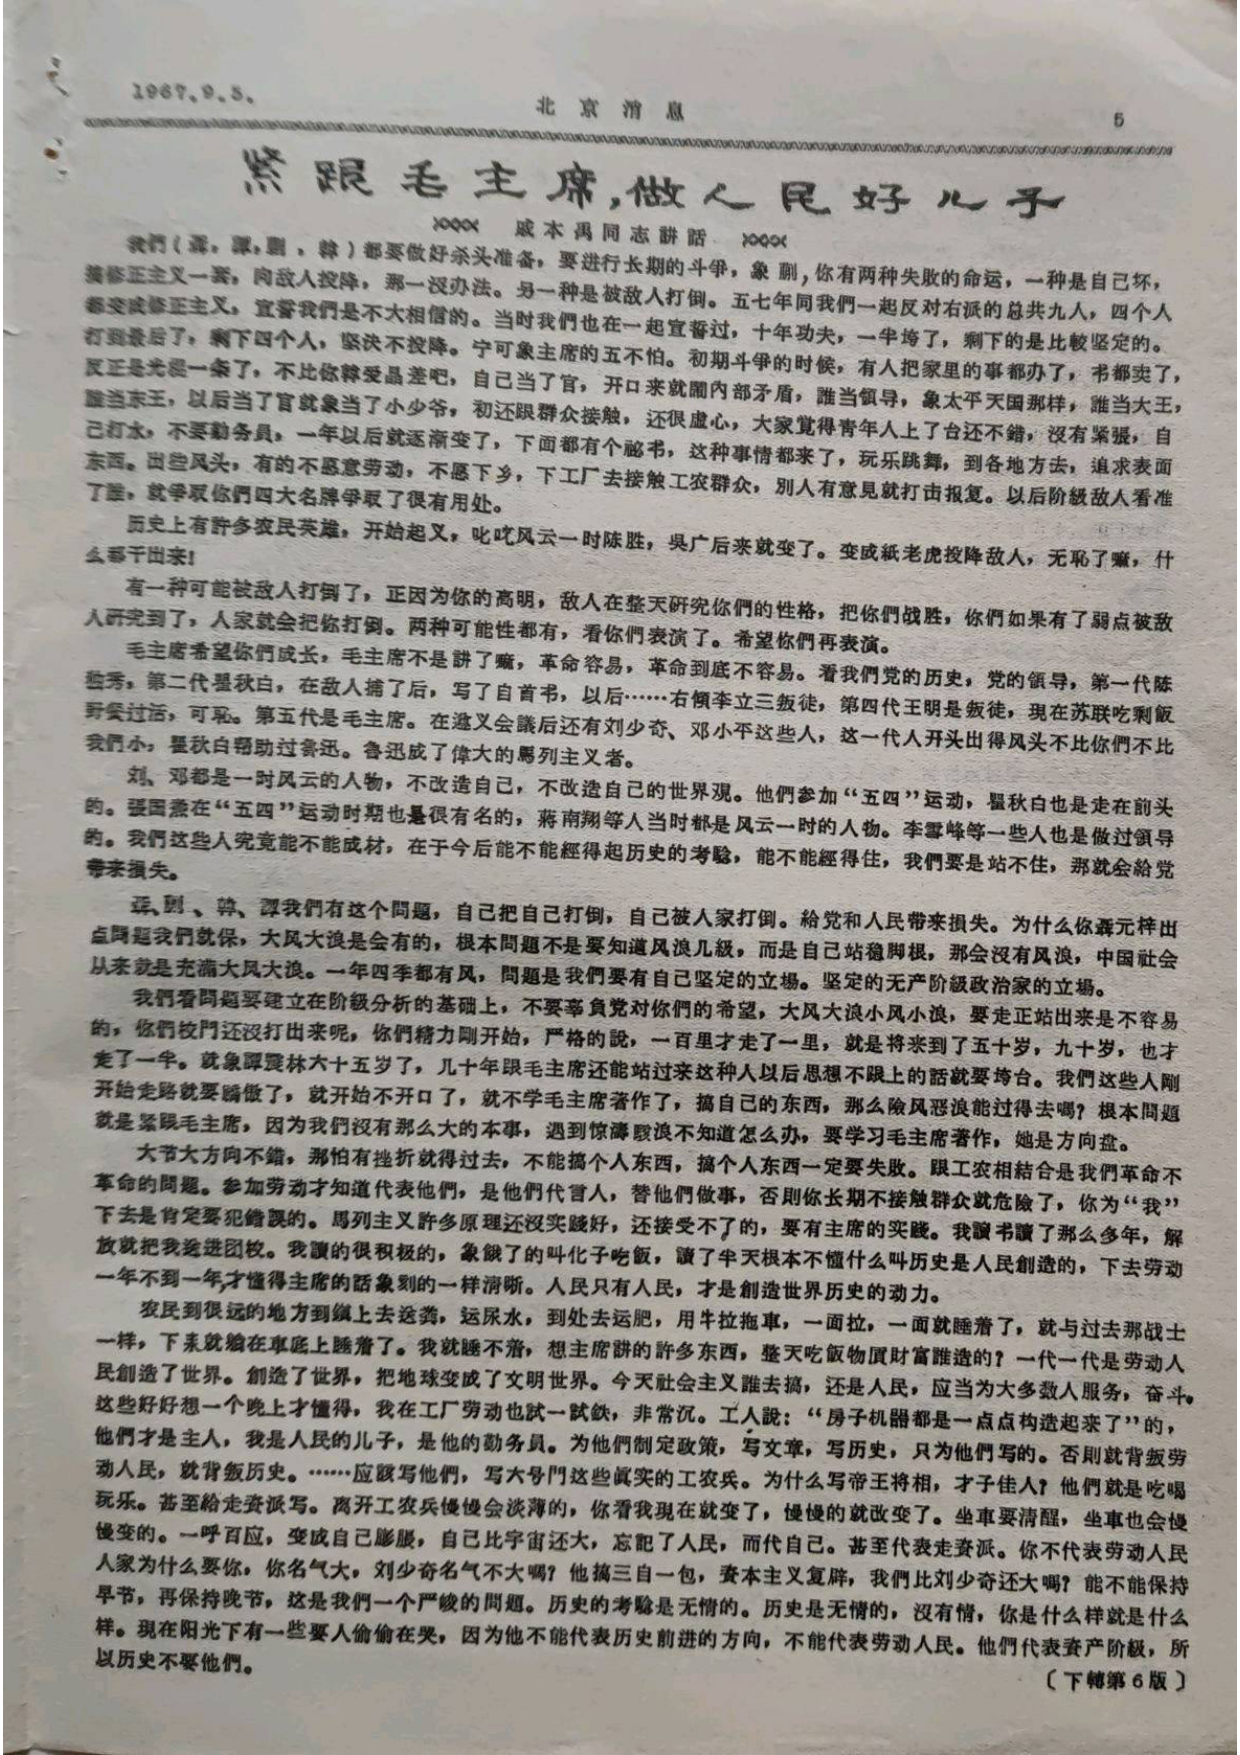 1967.9.5.
北京消息
5
紧跟毛主席,做人民好儿子
戚本禹同志講話
我們(聂,譚,蒯,韓)都要做好杀头准备,要进行长期的斗爭,象蒯,你有两种失敗的命运,一种是自己坏,
搞修正主义一套,向敌人投降,那一没办法。另一种是被敌人打倒。五七年同我們一起反对右派的总共九人,四个人
都变成修正主义,宣誓我們是不大相信的。当时我們也在一起宣誓过,十年功夫,一半垮了,剩下的是比較坚定的。
打到最后了,剩下四个人,坚决不投降。宁可象主席的五不怕。初期斗爭的时候,有人把家里的事都办了,书都卖了,
反正是光棍一条了,不比你韓爱晶差吧,自己当了官,开口来就閙内部矛盾,誰当领导,象太平天国那样,誰当大王,
誰当东王,以后当了官就象当了小少爷,初还跟群众接触,还很虚心,大家覚得青年人上了台还不錯,沒有紧張,自
己打水,不要勤务員,一年以后就逐漸变了,下面都有个祕书,这种事情都来了,玩乐跳舞,到各地方去,追求表面
东西。出些风头,有的不愿意劳动,不愿下乡,下工厂去接触工农群众,別人有意見就打击报复。以后阶級敌人看准
了誰,就爭取你們四大名牌爭取了很有用处。
历史上有許多农民英雄,开始起义,叱咤风云一时陈胜,吳广后来就变了。变成紙老虎投降敌人,无恥了嘛,什
么都干出来!
有一种可能被敌人打倒了,正因为你的高明,敌人在整天研究你們的性格,把你們战胜,你們如果有了弱点被敌
人研究到了,人家就会把你打倒。两种可能性都有,看你們表演了。希望你們再表演。
毛主席希望你們成长,毛主席不是講了嘛,革命容易,革命到底不容易。看我們党的历史,党的領导,第一代陈
独秀,第二代瞿秋白,在敌人捕了后,写了自首书,以后……右傾李立三叛徒,第四代王明是叛徒,現在苏联吃剩飯
野餐过活,可恥。第五代是毛主席。在遵义会議后还有刘少奇、邓小平这些人,这一代人开头出得风头不比你們不比
我們小,瞿秋白帮助过鲁迅。鲁迅成了偉大的馬列主义者。
刘、邓都是一时风云的人物,不改造自己,不改造自己的世界观。他們参加“五四”运动,瞿秋白也是走在前头
的。張国燾在“五四”运动时期也是很有名的,蔣南翔等人当时都是风云一时的人物。李雪峰等一些人也是做过領导
的。我們这些人究竟能不能成材,在于今后能不能經得起历史的考驗,能不能經得住,我們要是站不住,那就会給党
带来損失。
聂、蒯、韓、譚我們有这个問題,自己把自己打倒,自己被人家打倒。給党和人民带来損失。为什么你聶元梓出
点問題我們就保,大风大浪是会有的,根本問題不是要知道风浪几級,而是自己站稳脚根,那会沒有风浪,中国社会
从来就是充滿大风大浪。一年四季都有风,問題是我們要有自己坚定的立場。坚定的无产阶級政治家的立場。
我們看問題要建立在阶級分析的基础上,不要辜負党对你們的希望,大风大浪小风小浪,要走正站出来是不容易
的,你們校門还沒打出来呢,你們精力剛开始,严格的說,一百里才走了一里,就是将来到了五十岁,九十岁,也才
走了一半。就象譚震林六十五岁了,几十年跟毛主席还能站过来这种人以后思想不跟上的話就要垮台。我們这些人剛
开始走路就要驕傲了,就开始不开口了,就不学毛主席著作了,搞自己的东西,那么险风恶浪能过得去嗎?根本問題
就是紧跟毛主席,因为我們沒有那么大的本事,遇到惊濤駭浪不知道怎么办,要学习毛主席著作,她是方向盘。
大节大方向不錯,那怕有挫折就得过去,不能搞个人东西,搞个人东西一定要失敗。跟工农相結合是我們革命不
革命的問題。参加劳动才知道代表他們,是他們代言人,替他們做事,否則你长期不接触群众就危險了,你为“我”
下去是肯定要犯錯誤的。馬列主义許多原理还沒实践好,还接受不了的,要有主席的实践。我讀书讀了那么多年,解
放就把我送进团校。我讀的很积极的,象餓了的叫化子吃飯,讀了半天根本不懂什么叫历史是人民創造的,下去劳动
一年不到一年,才懂得主席的話象刻的一样清晰。人民只有人民,才是創造世界历史的动力。
农民到很远的地方到鎮上去送粪,运尿水,到处去运肥,用牛拉拖車,一面拉,一面就睡着了,就与过去那战士
一样,下来就躺在車底上睡着了。我就睡不着,想主席講的許多东西,整天吃飯物質財富誰造的?一代一代是劳动人
民創造了世界。創造了世界,把地球变成了文明世界。今天社会主义誰去搞,还是人民,应当为大多数人服务,奋斗。
这些好好想一个晚上才懂得,我在工厂劳动也試一試鉄,非常沉。工人說:“房子机器都是一点点构造起来了”的,
他們才是主人,我是人民的儿子,是他的勤务員。为他們制定政策,写文章,写历史,只为他們写的。否則就背叛劳
动人民,就背叛历史。……应該写他們,写大号門这些眞实的工农兵。为什么写帝王将相,才子佳人?他們就是吃喝
玩乐。甚至給走資派写。离开工农兵慢慢会淡薄的,你看我現在就变了,慢慢的就改变了。坐車要清醒,坐車也会慢
慢变的。一呼百应,变成自己膨脹,自己比宇宙还大,忘記了人民,而代自己。甚至代表走資派。你不代表劳动人民
人家为什么要你,你名气大,刘少奇名气不大嗎?他搞三自一包,資本主义复辟,我們比刘少奇还大嗎?能不能保持
早节,再保持晚节,这是我們一个严峻的問題。历史的考驗是无情的。历史是无情的,沒有情,你是什么样就是什么
样。現在阳光下有一些要人偷偷在哭,因为他不能代表历史前进的方向,不能代表劳动人民。他們代表資产阶級,所
以历史不要他們。
〔下轉第6版〕